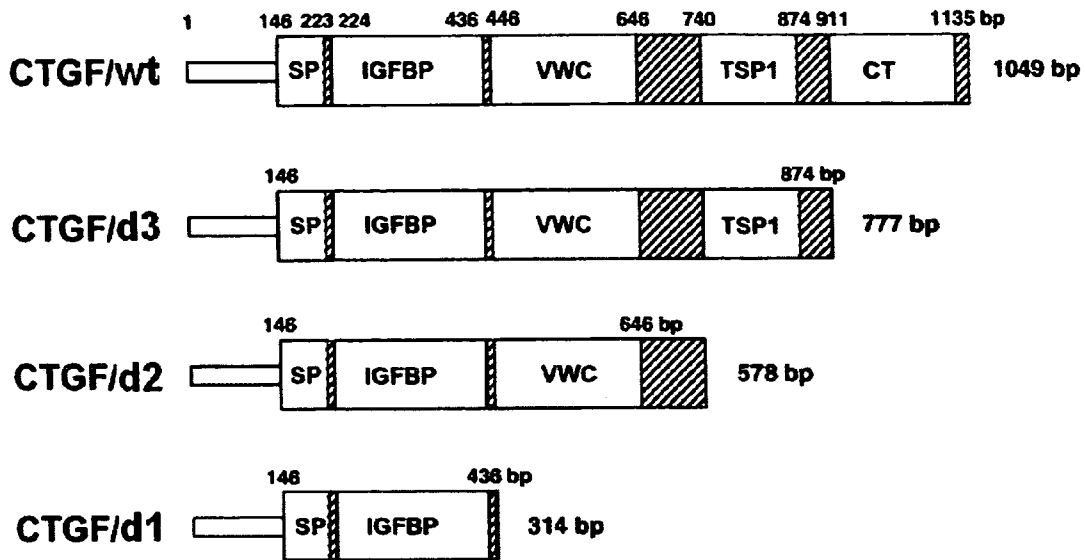 1 146 223 224 436 446 646 740 874 911 1135 bp
CTGF/wt SP IGFBP VWC TSP1 CT 1049 bp
146 874 bp
CTGF/d3 SP IGFBP VWC TSP1 777 bp
146 646 bp
CTGF/d2 SP IGFBP VWC 578 bp
146 436 bp
CTGF/d1 SP IGFBP 314 bp